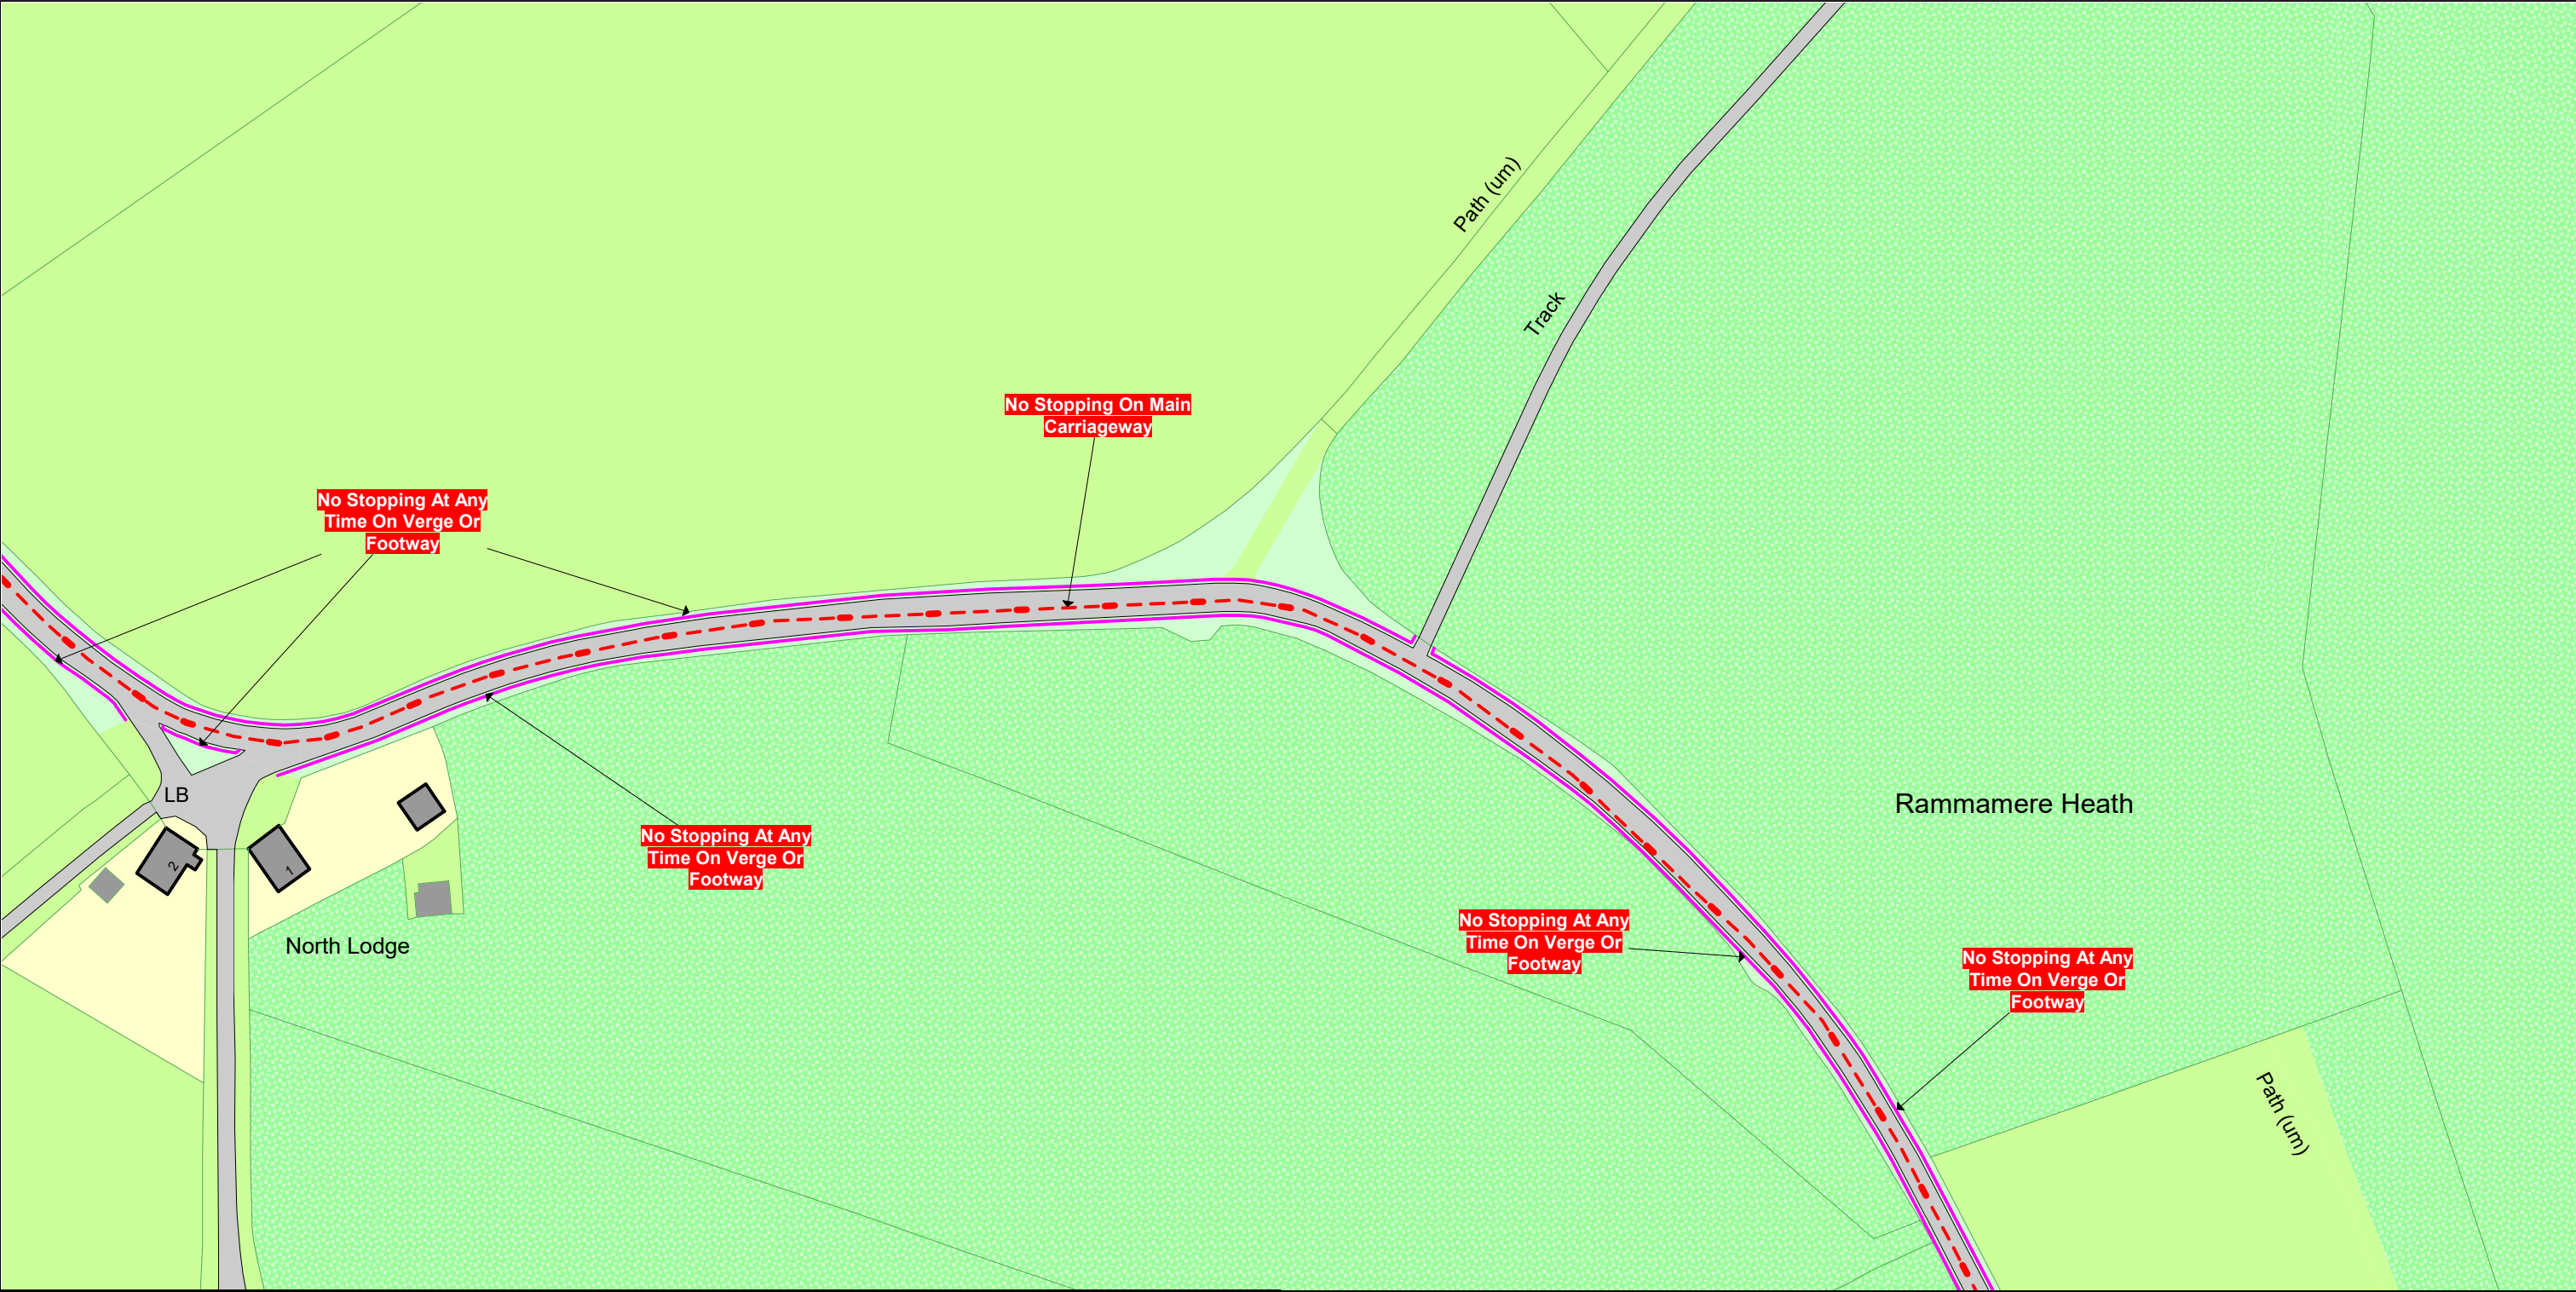 Path (um)
Track
No Stopping On Main
Carriageway
No Stopping At Any
Time On Verge Or
Footway
LB
Rammamere Heath
2
1
No Stopping At Any
Time On Verge Or
Footway
North Lodge
No Stopping At Any
Time On Verge Or
Footway
No Stopping At Any
Time On Verge Or
Footway
Path (um)